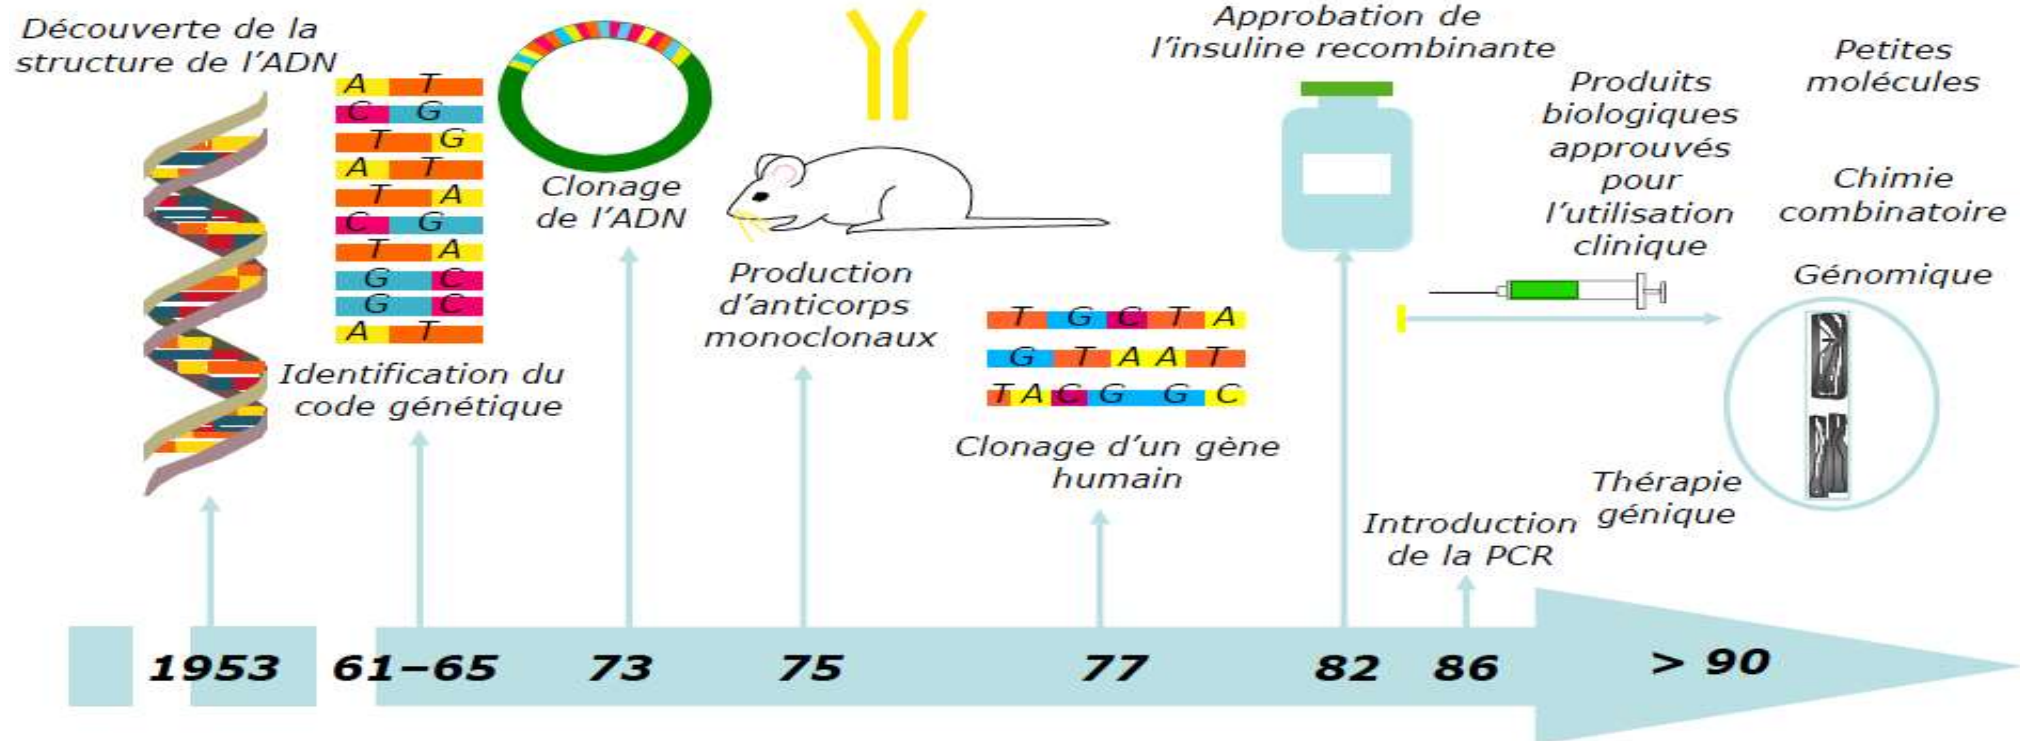 Découverte de la
structure de l'ADN
A T
C G
T G
A T
T A
C G
T A
G C
G C
A T
Identification du
code génétique
Clonage
de l'ADN
Production
d'anticorps
monoclonaux
T G C T A
G T A A T
T A C G G C
Clonage d'un gène
humain
Approbation de
l'insuline recombinante
Produits
biologiques
approuvés
pour
l'utilisation
clinique
Petites
molécules
Chimie
combinatoire
Génomique
Thérapie
génique
Introduction
de la PCR
1953 61–65 73 75 77 82 86 > 90